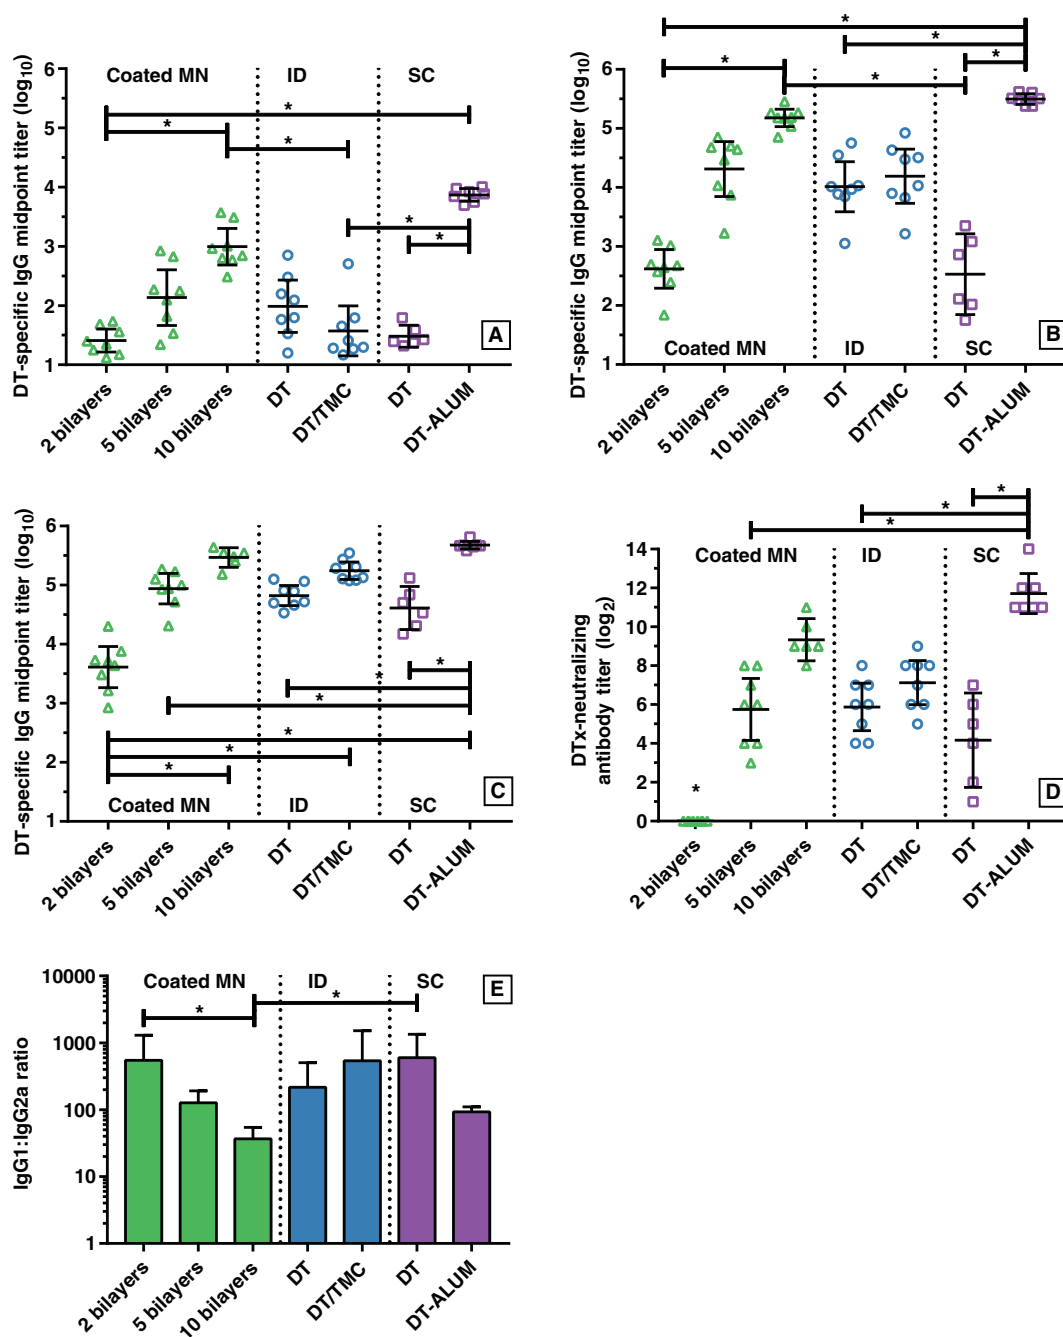 DT-specific IgG midpoint titer (log10)
6
5
4
3
2
1
Coated MN
ID
SC
*
*
*
*
*
A
2 bilayers
5 bilayers
10 bilayers
DT
DT/TMC
DT
DT-ALUM
DT-specific IgG midpoint titer (log10)
6
5
4
3
2
1
*
*
*
*
*
Coated MN
ID
SC
B
2 bilayers
5 bilayers
10 bilayers
DT
DT/TMC
DT
DT-ALUM
DT-specific IgG midpoint titer (log10)
6
5
4
3
2
1
*
*
*
*
*
*
Coated MN
ID
SC
C
2 bilayers
5 bilayers
10 bilayers
DT
DT/TMC
DT
DT-ALUM
DTx-neutralizing
antibody titer (log2)
14
12
10
8
6
4
2
0
*
*
*
Coated MN
ID
SC
*
D
2 bilayers
5 bilayers
10 bilayers
DT
DT/TMC
DT
DT-ALUM
IgG1:IgG2a ratio
10000
1000
100
10
1
Coated MN
ID
SC
*
*
E
2 bilayers
5 bilayers
10 bilayers
DT
DT/TMC
DT
DT-ALUM